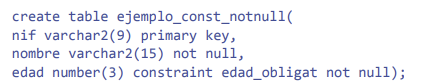 create table ejemplo_const_notnull(
nif varchar2(9) primary key,
nombre varchar2(15) not null,
edad number(3) constraint edad_obligat not null);